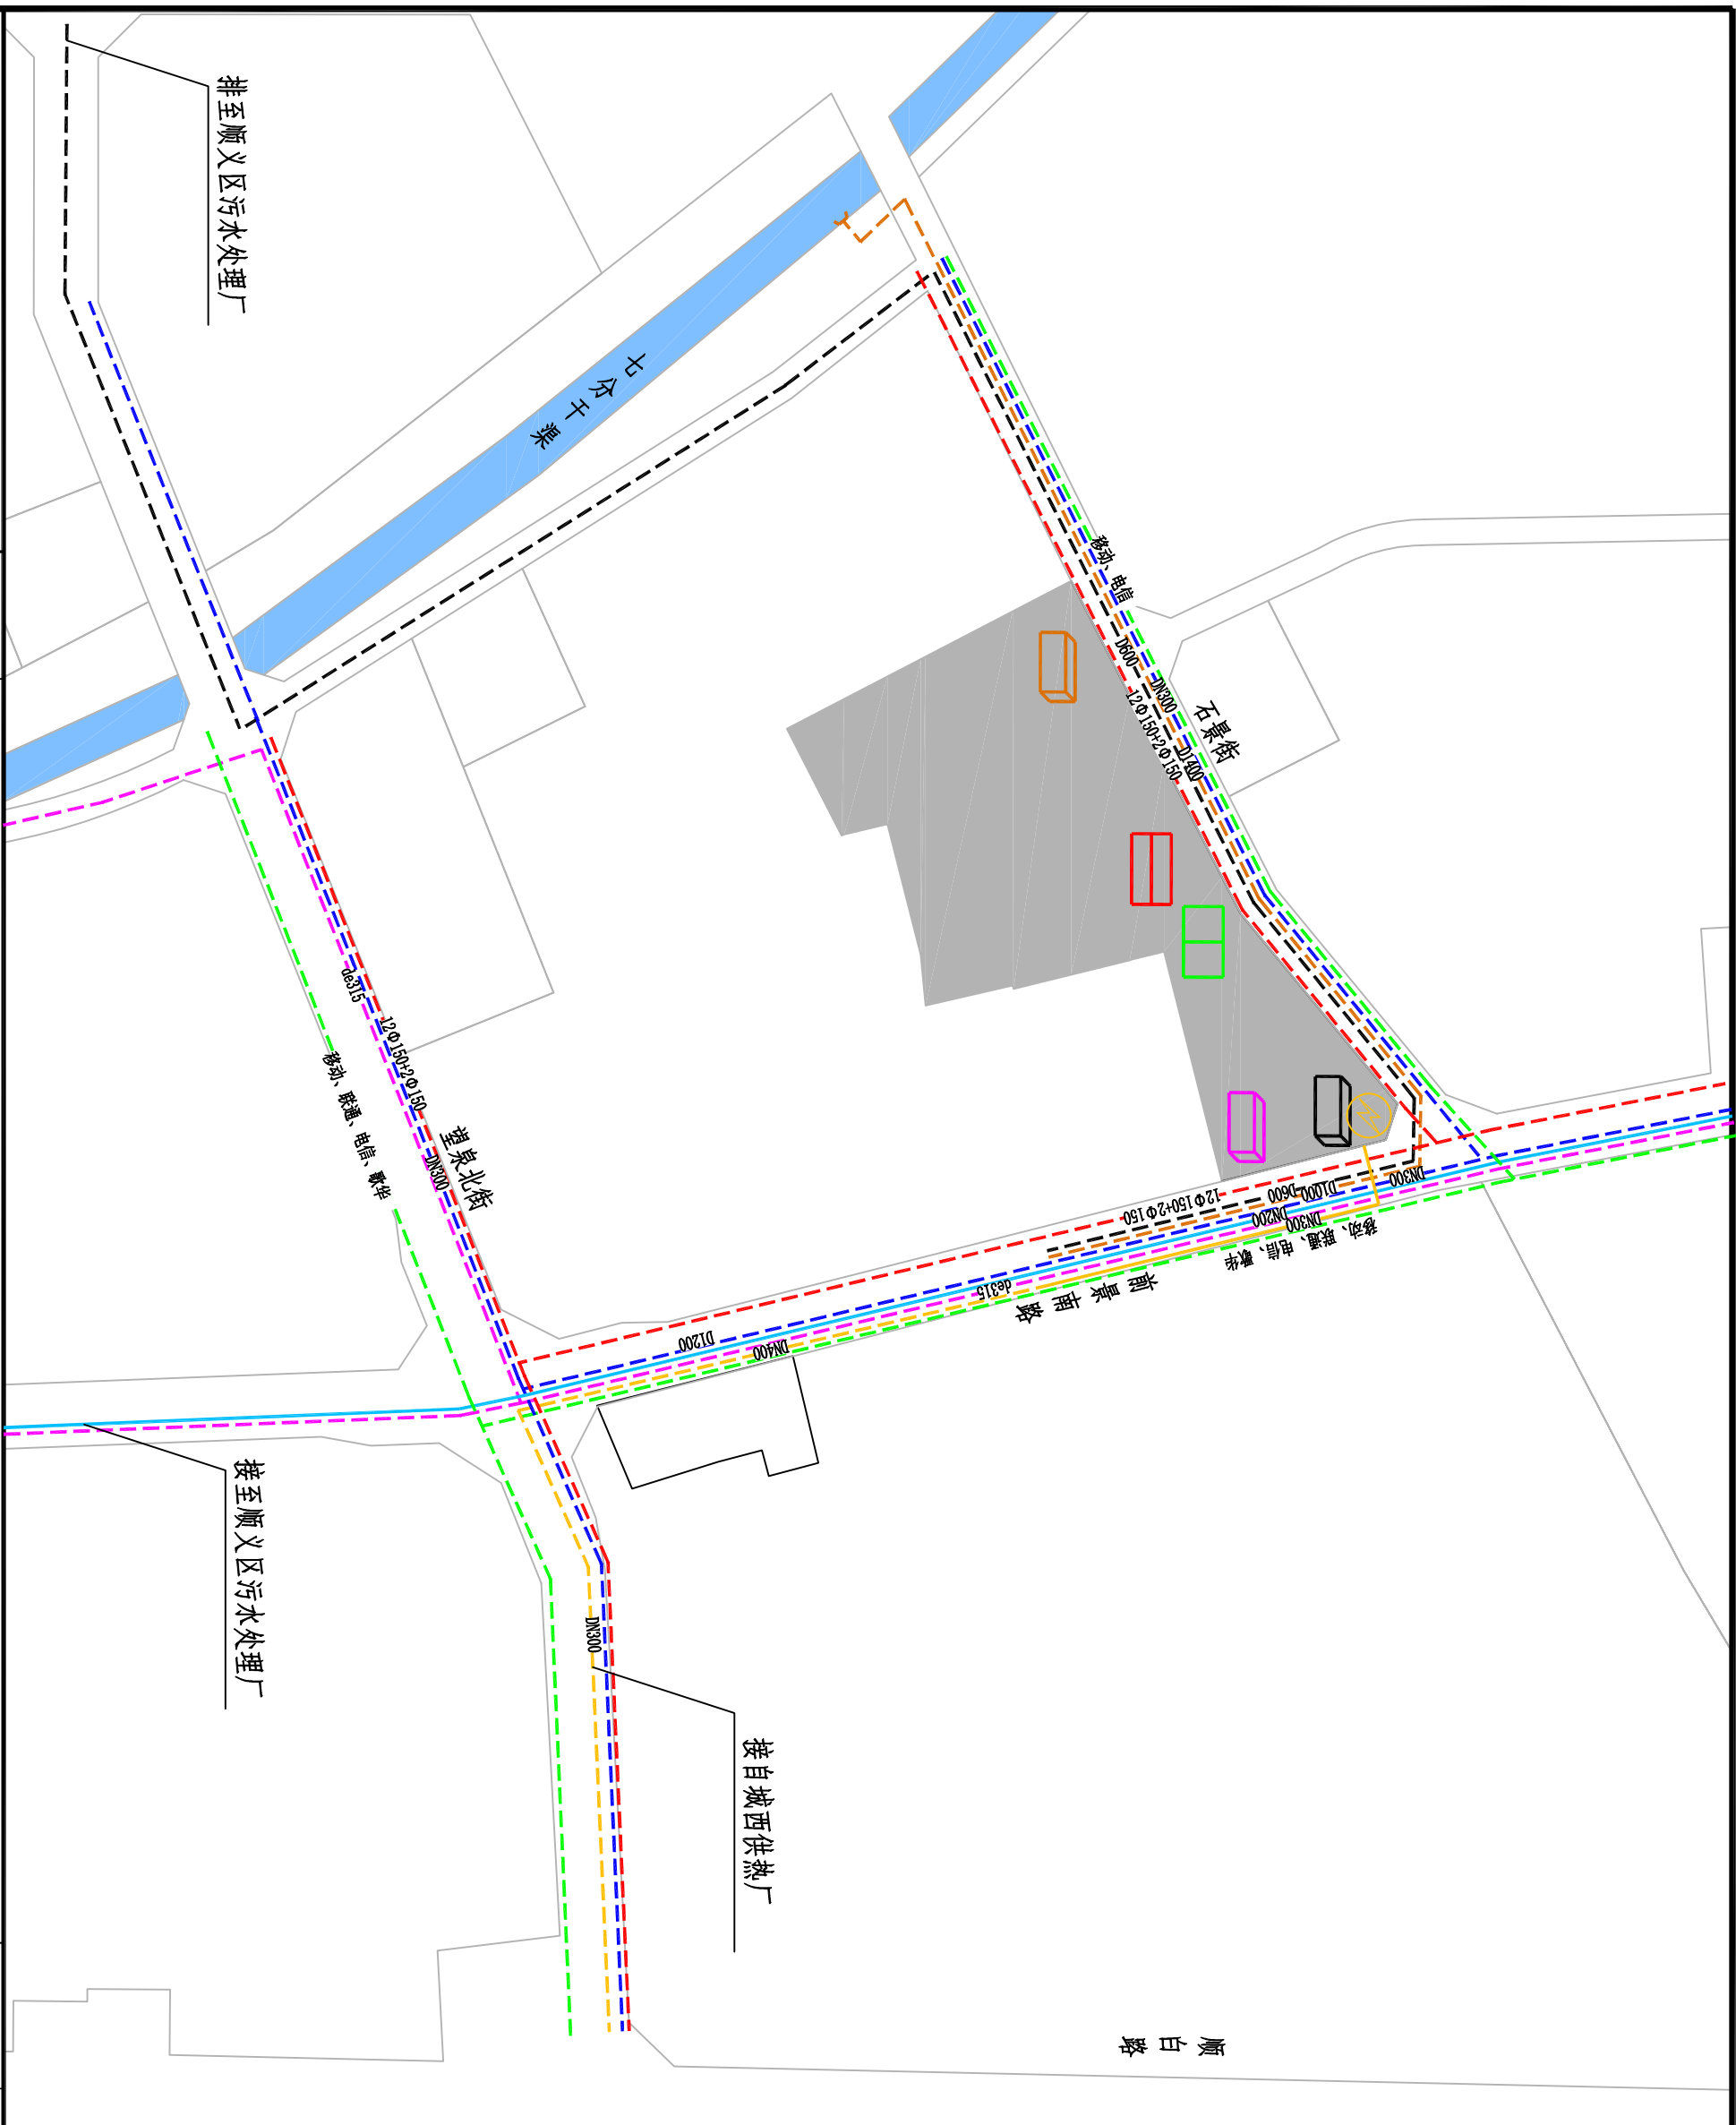 排至顺义区污水处理厂
七分干渠
移动、电信
D600
DN300
12Φ150+2Φ150
D1400
石景街
de315
12Φ150+2Φ150
移动、联通、电信、歌华
DN300
望泉北街
DN300
12Φ150+2Φ150
D600
D1000
DN200
DN300
移动、联通、电信、歌华
de315
前景南路
D1200
DN400
接至顺义区污水处理厂
DN300
接自城西供热厂
顺白路